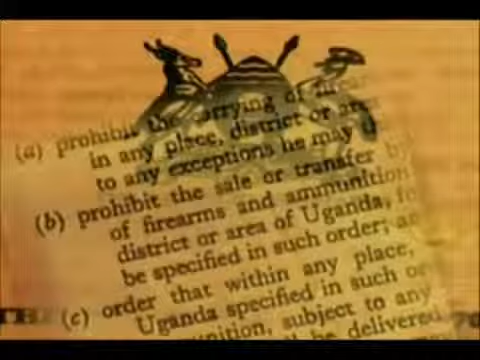 (a) prohibit the carrying of
in any place, district or
to any exceptions he may
(b) prohibit the sale or transfer
of firearms and ammunition
district or area of Uganda,
be specified in such order;
(c) order that within any place,
Uganda specified in such
subject to any
be delivered